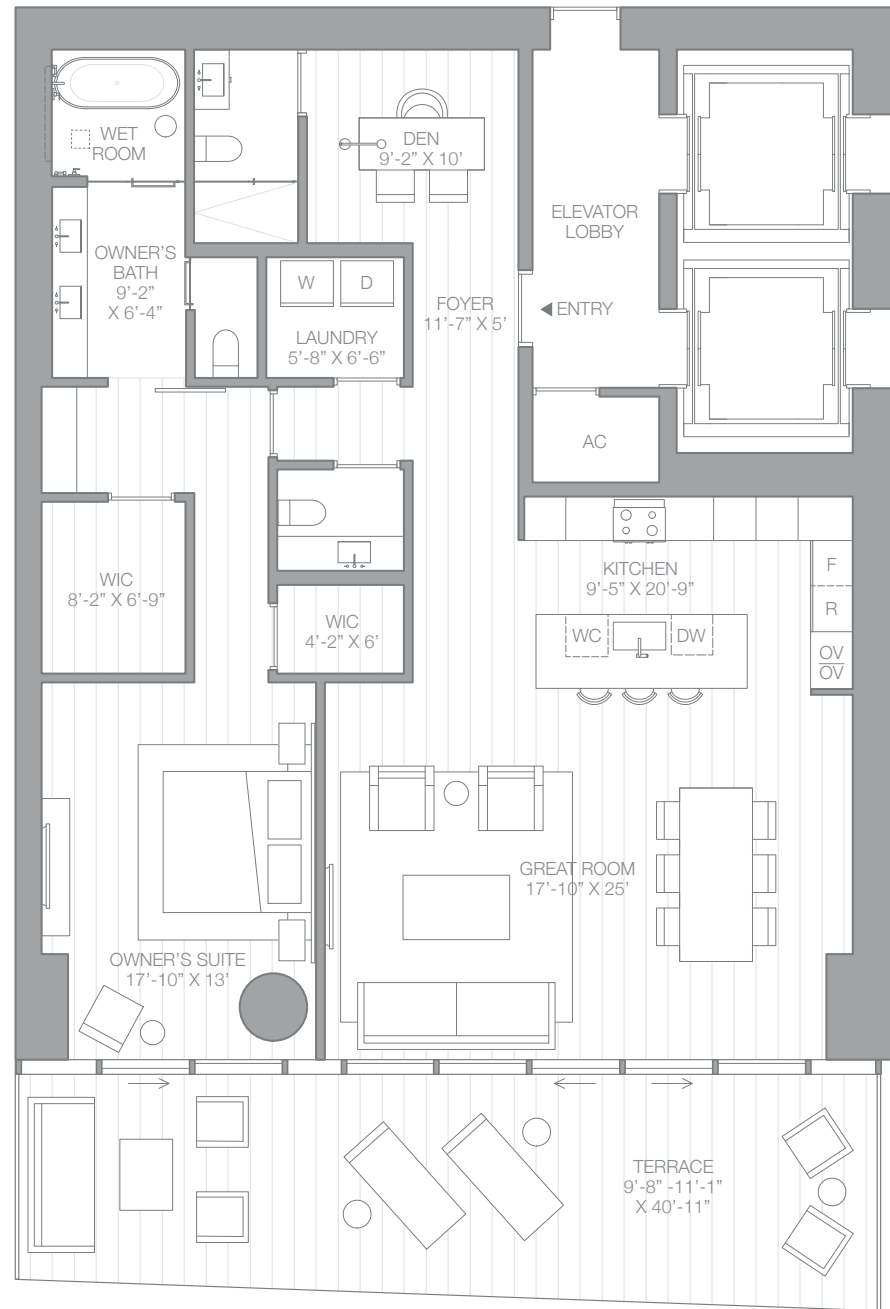 WET
ROOM
DEN
9’-2” X 10’
ELEVATOR
LOBBY
OWNER’S
BATH
9’-2”
X 6’-4”
W
D
LAUNDRY
5’-8” X 6’-6”
FOYER
11’-7” X 5’
ENTRY
AC
WIC
8’-2” X 6’-9”
WIC
4’-2” X 6’
KITCHEN
9’-5” X 20’-9”
F
R
OV
OV
WC
DW
GREAT ROOM
17’-10” X 25’
OWNER’S SUITE
17’-10” X 13’
TERRACE
9’-8” -11’-1”
X 40’-11”